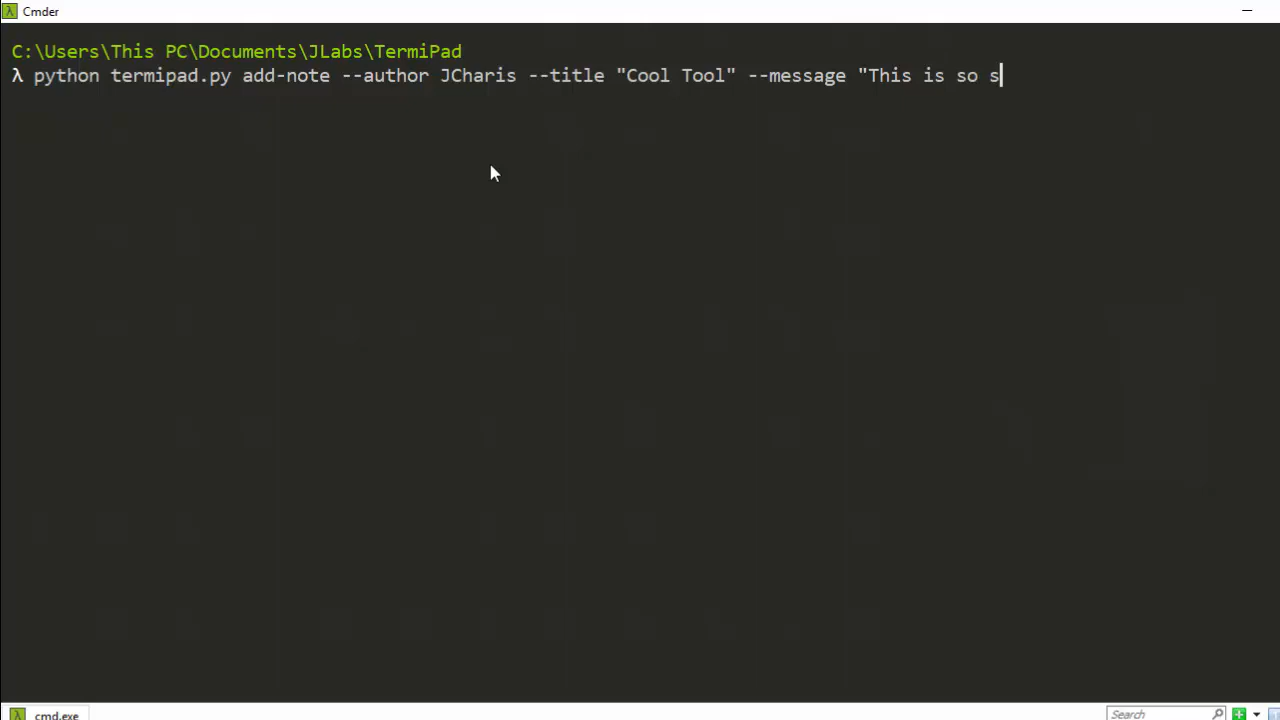 λ Cmder
C:\Users\This PC\Documents\JLabs\TermiPad
λ python termipad.py add-note --author JCharis --title "Cool Tool" --message "This is so s
λ cmd.exe
Search